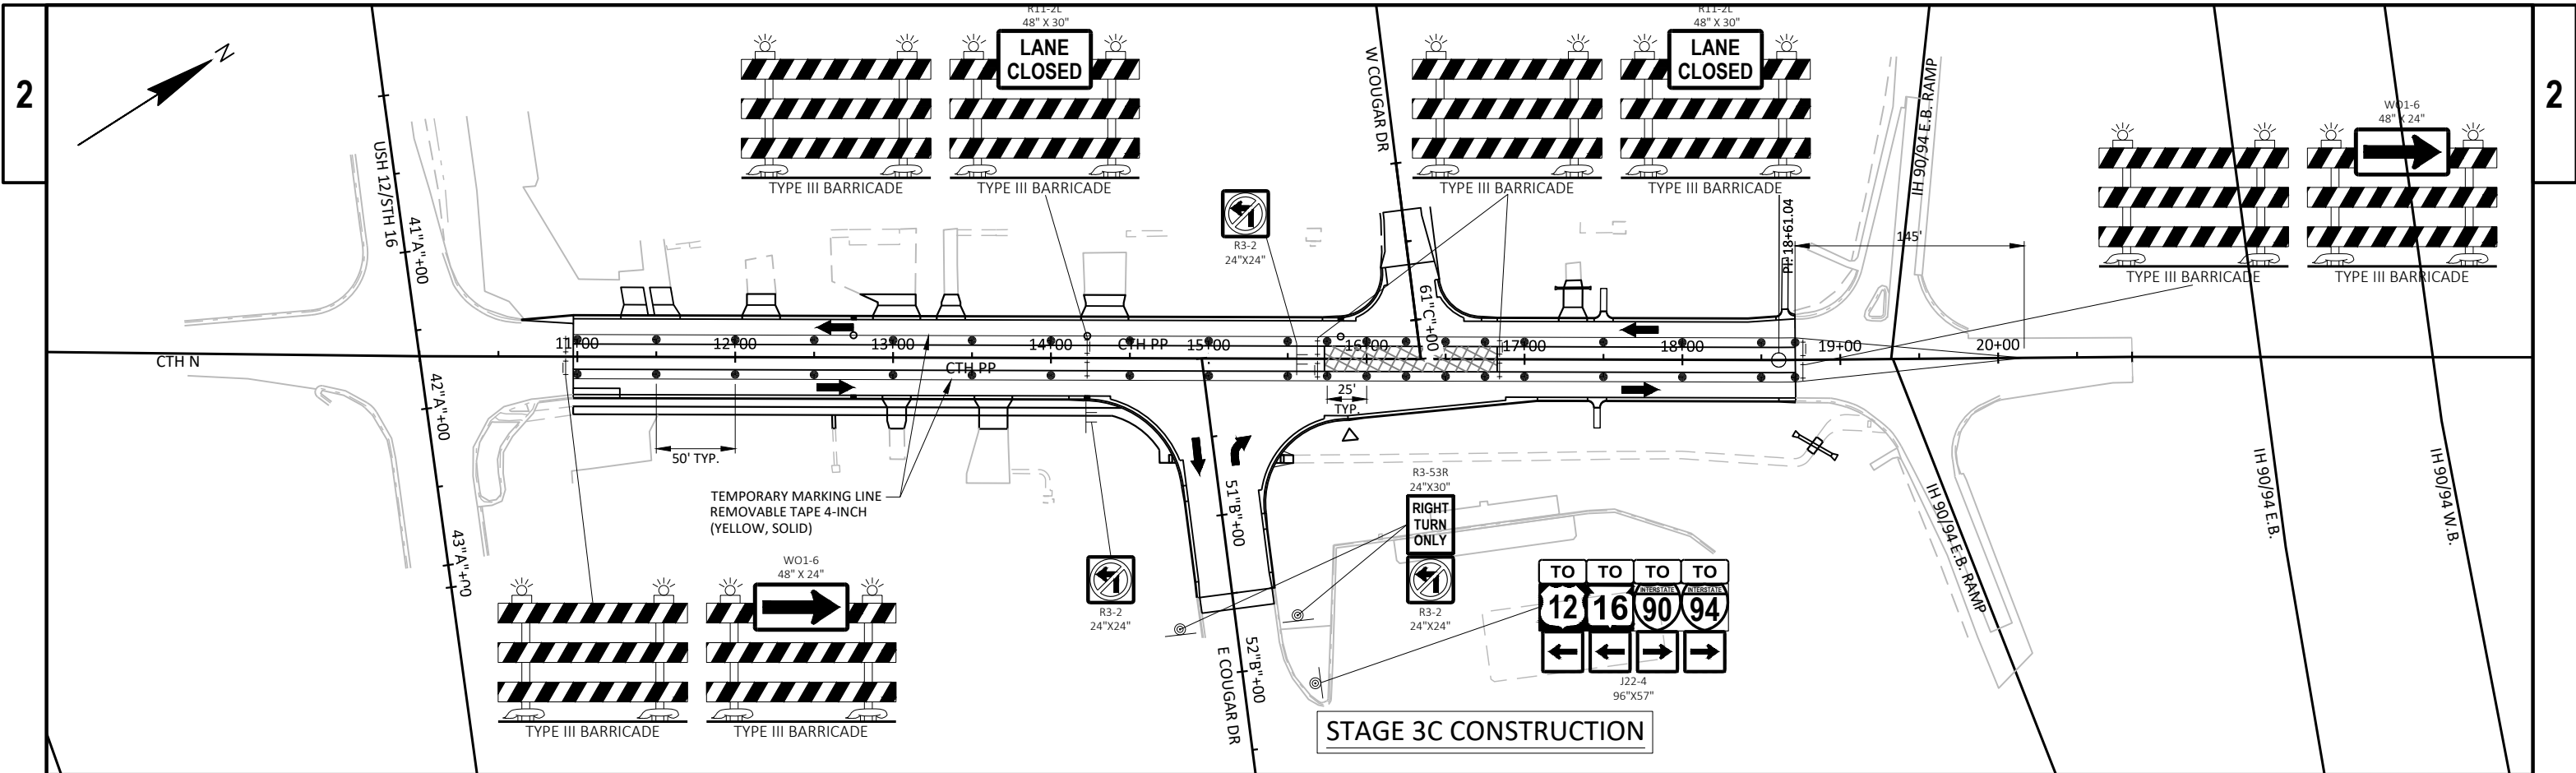 2
N
R11-2L
48" X 30"
LANE
CLOSED
TYPE III BARRICADE
TYPE III BARRICADE
R11-2L
48" X 30"
LANE
CLOSED
TYPE III BARRICADE
TYPE III BARRICADE
2
WO1-6
48" X 24"
TYPE III BARRICADE
TYPE III BARRICADE
USH 12/STH 16
41"A"+00
42"A"+00
43"A"+00
W COUGAR DR
61"C"+00
IH 90/94 E.B. RAMP
PI: 18+61.04
145'
R3-2
24"X24"
CTH N
11+00
12+00
13+00
14+00
CTH PP
15+00
16+00
17+00
18+00
19+00
20+00
CTH PP
25'
TYP.
50' TYP.
TEMPORARY MARKING LINE
REMOVABLE TAPE 4-INCH
(YELLOW, SOLID)
51"B"+00
52"B"+00
E COUGAR DR
R3-53R
24"X30"
RIGHT
TURN
ONLY
R3-2
24"X24"
R3-2
24"X24"
IH 90/94 E.B. RAMP
IH 90/94 E.B.
IH 90/94 W.B.
WO1-6
48" X 24"
TYPE III BARRICADE
TYPE III BARRICADE
TO TO TO TO
12 16 INTERSTATE 90 INTERSTATE 94
J22-4
96"X57"
STAGE 3C CONSTRUCTION